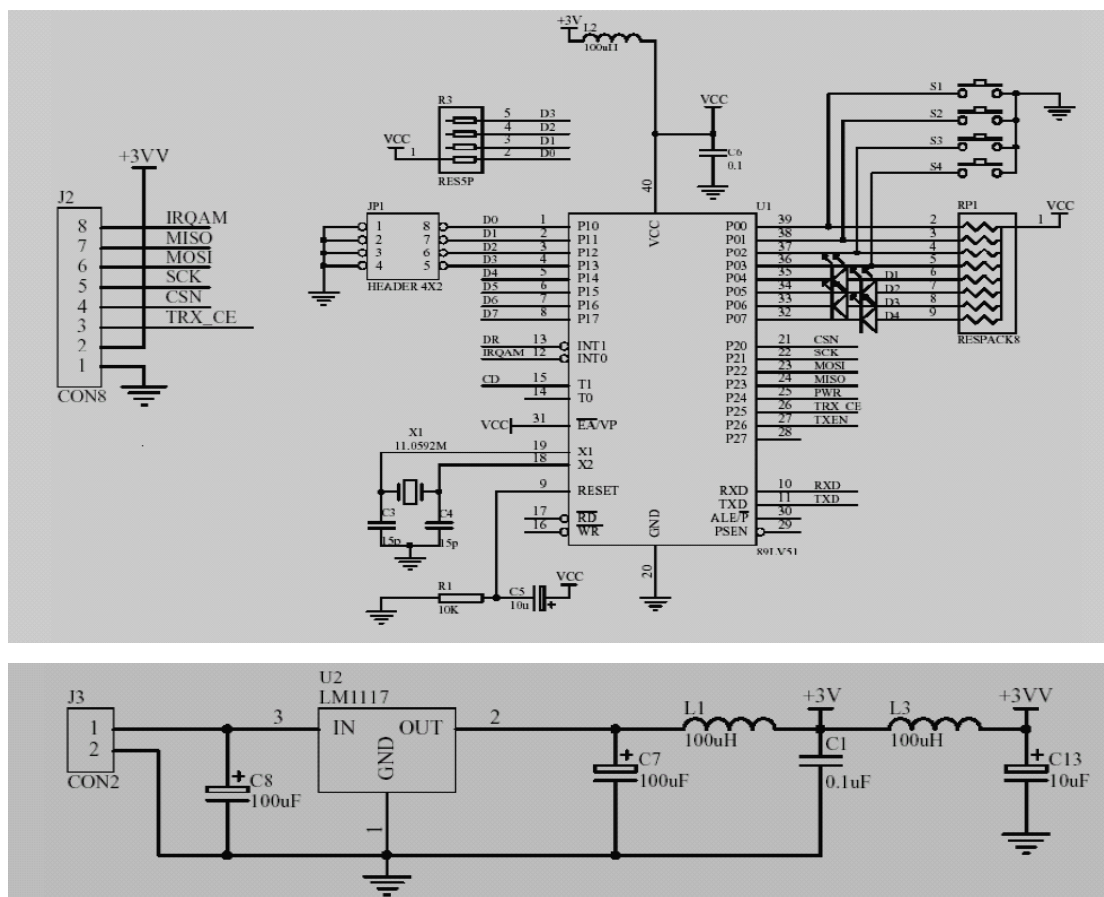 +3V
L2
100uH
VCC
C6
0.1
40
S1
S2
S3
S4
R3
5 D3
4 D2
3 D1
2 D0
VCC
1
RES5P
+3VV
J2
8 IRQAM
7 MISO
6 MOSI
5 SCK
4 CSN
3 TRX_CE
2
1
CON8
JP1
1 8
2 7
3 6
4 5
HEADER 4X2
U1
VCC
D0 1 P10
D1 2 P11
D2 3 P12
D3 4 P13
D4 5 P14
D5 6 P15
D6 7 P16
D7 8 P17
DR 13 INT1
IRQAM 12 INT0
CD 15 T1
14 T0
VCC 31 EA/VP
19 X1
18 X2
9 RESET
17 RD
16 WR
GND
20
P00 39
P01 38
P02 37
P03 36
P04 35
P05 34
P06 33
P07 32
P20 21 CSN
P21 22 SCK
P22 23 MOSI
P23 24 MISO
P24 25 PWR
P25 26 TRX_CE
P26 27 TXEN
P27 28
RXD 10 RXD
TXD 11 TXD
ALE/P 30
PSEN 29
89LV51
RP1
VCC
1
2
3
4
5
D1 6
D2 7
D3 8
D4 9
RESPACK8
X1
11.0592M
C3
15p
C4
15p
R1
10K
C5
10u
+
VCC
J3
1
2
CON2
U2
LM1117
3 IN OUT 2
GND
1
+
C8
100uF
+
C7
100uF
L1
100uH
+3V
C1
0.1uF
L3
100uH
+3VV
+
C13
10uF